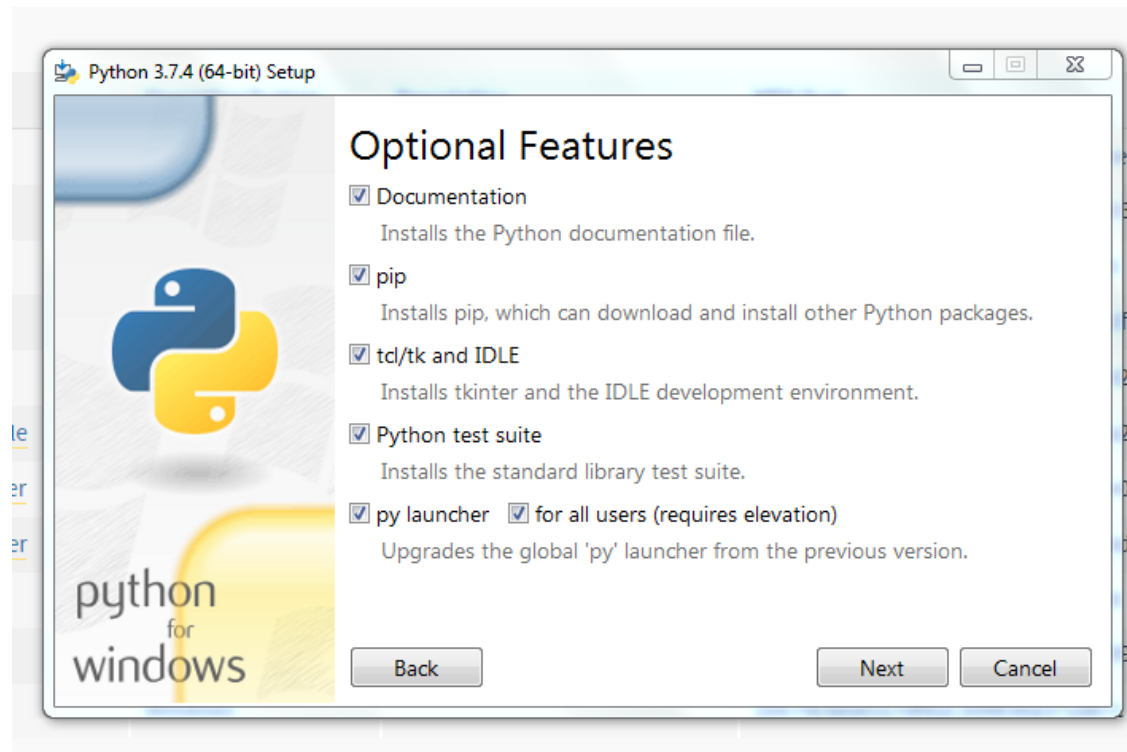 Python 3.7.4 (64-bit) Setup
Optional Features
Documentation
Installs the Python documentation file.
pip
Installs pip, which can download and install other Python packages.
tcl/tk and IDLE
Installs tkinter and the IDLE development environment.
Python test suite
Installs the standard library test suite.
py launcher for all users (requires elevation)
Upgrades the global 'py' launcher from the previous version.
python
for
windows
Back Next Cancel
le
er
er